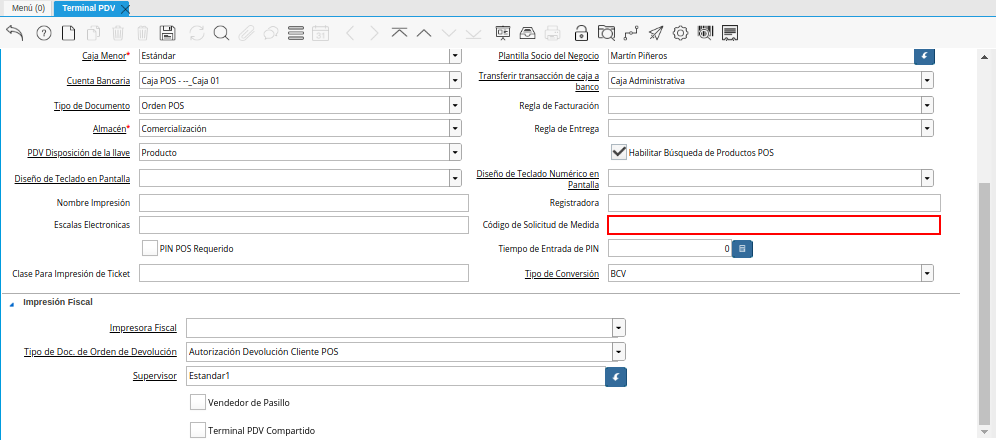 Menú (0) Terminal PDV
Caja Menor* Estándar Plantilla Socio del Negocio Martín Piñeros
Cuenta Bancaria Caja POS - --_Caja 01 Transferir transacción de caja a banco Caja Administrativa
Tipo de Documento Orden POS Regla de Facturación
Almacén* Comercialización Regla de Entrega
PDV Disposición de la llave Producto Habilitar Búsqueda de Productos POS
Diseño de Teclado en Pantalla Diseño de Teclado Numérico en Pantalla
Nombre Impresión Registradora
Escalas Electronicas Código de Solicitud de Medida
PIN POS Requerido Tiempo de Entrada de PIN 0
Clase Para Impresión de Ticket Tipo de Conversión BCV
Impresión Fiscal
Impresora Fiscal
Tipo de Doc. de Orden de Devolución Autorización Devolución Cliente POS
Supervisor Estandar1
Vendedor de Pasillo
Terminal PDV Compartido